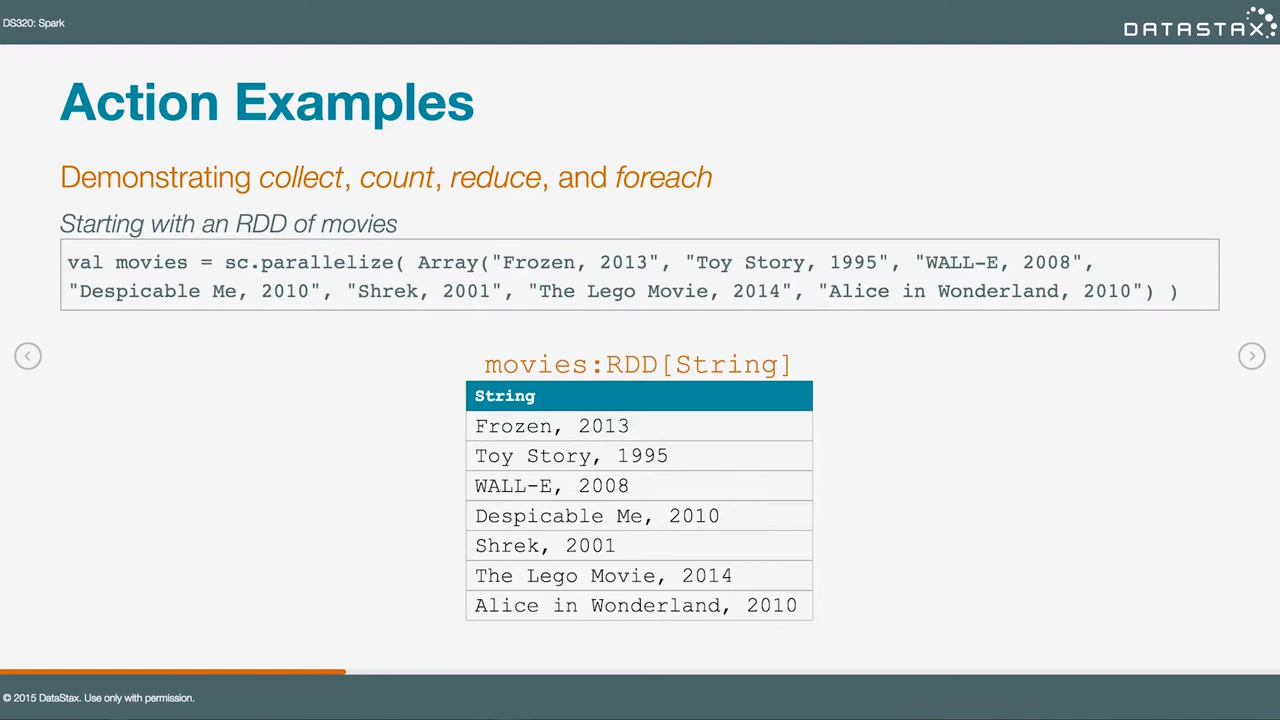 DS320: Spark
DATASTAX
Action Examples
Demonstrating collect, count, reduce, and foreach
Starting with an RDD of movies
val movies = sc.parallelize( Array("Frozen, 2013", "Toy Story, 1995", "WALL-E, 2008",
"Despicable Me, 2010", "Shrek, 2001", "The Lego Movie, 2014", "Alice in Wonderland, 2010") )
movies:RDD[String]
String
Frozen, 2013
Toy Story, 1995
WALL-E, 2008
Despicable Me, 2010
Shrek, 2001
The Lego Movie, 2014
Alice in Wonderland, 2010
© 2015 DataStax. Use only with permission.